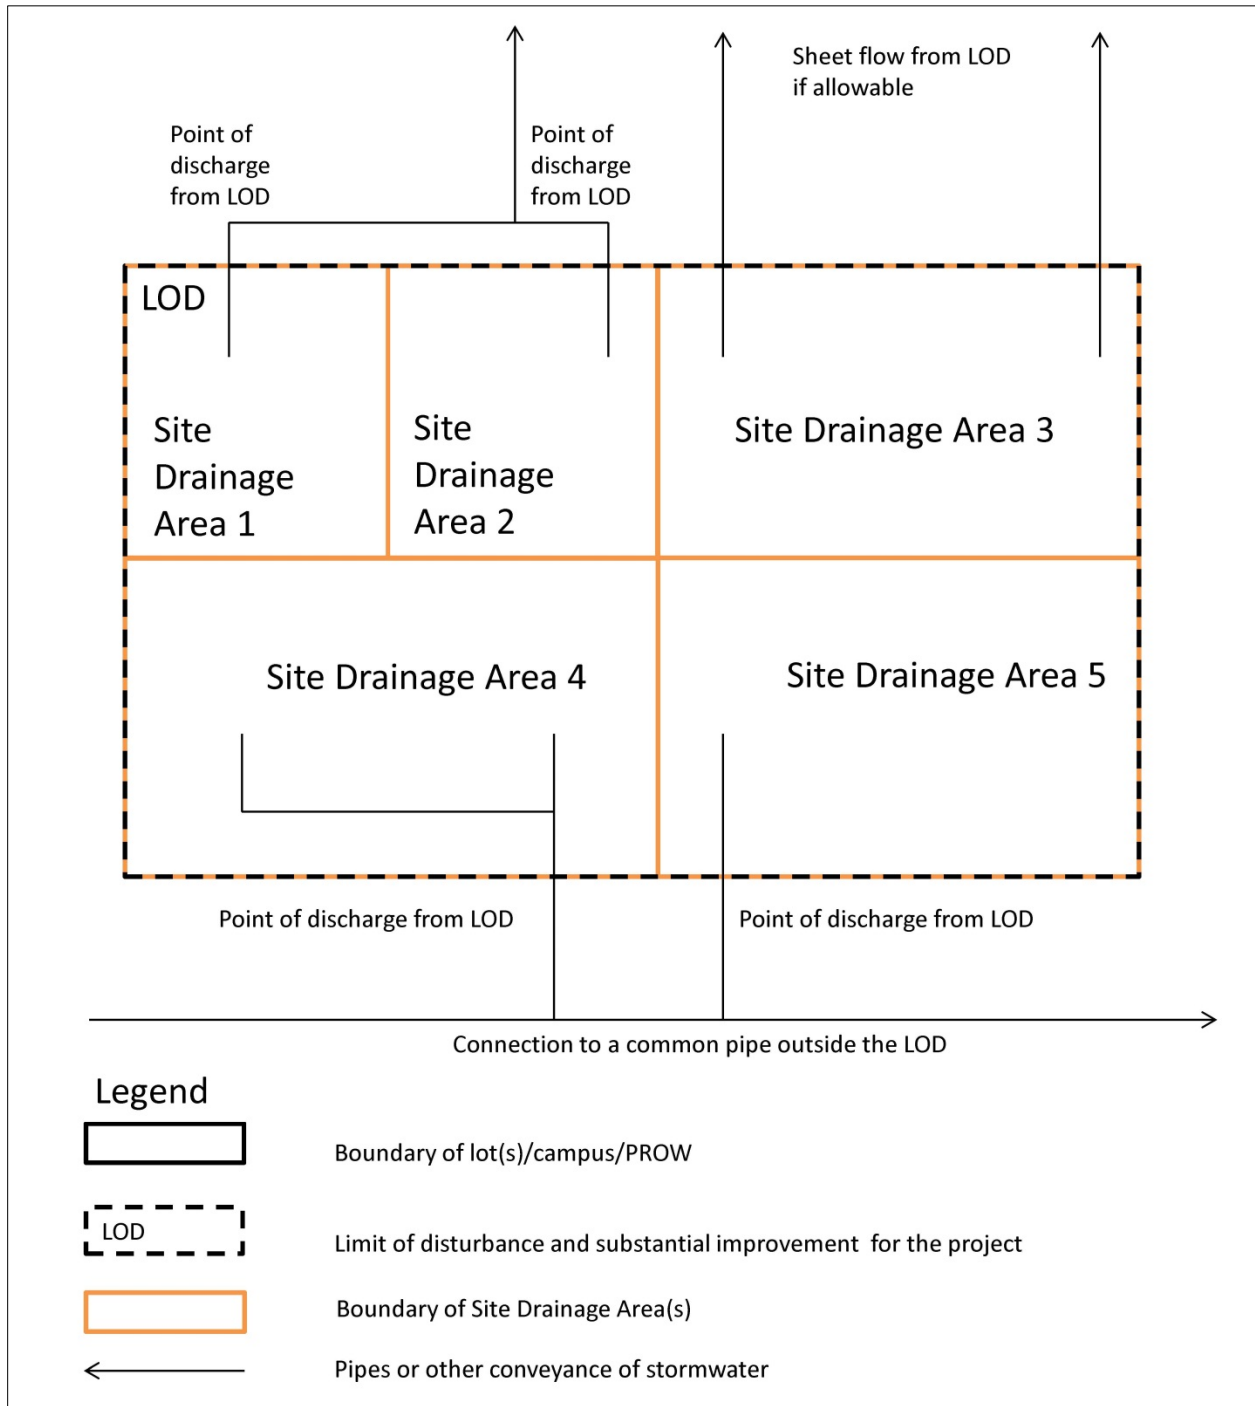 Sheet flow from LOD
if allowable
Point of
discharge
from LOD
Point of
discharge
from LOD
LOD
Site
Drainage
Area 1
Site
Drainage
Area 2
Site Drainage Area 3
Site Drainage Area 4
Site Drainage Area 5
Point of discharge from LOD
Point of discharge from LOD
Connection to a common pipe outside the LOD
Legend
Boundary of lot(s)/campus/PROW
LOD
Limit of disturbance and substantial improvement for the project
Boundary of Site Drainage Area(s)
Pipes or other conveyance of stormwater